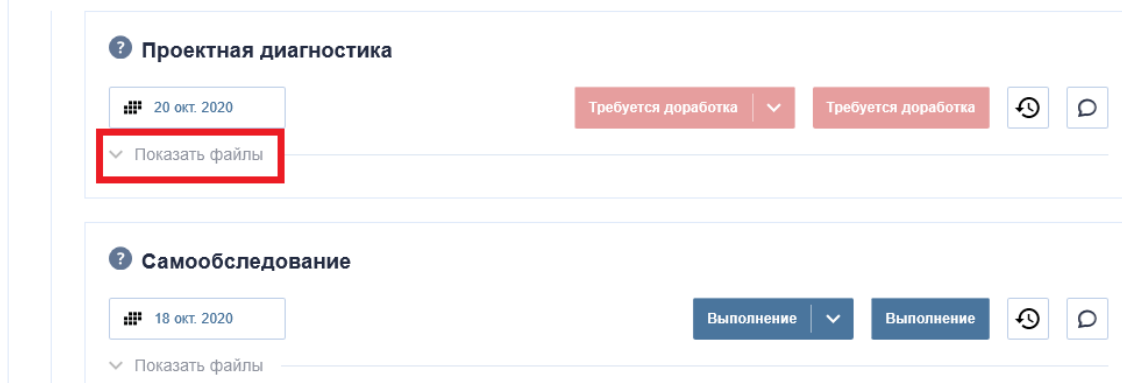 ? Проектная диагностика
20 окт. 2020 Требуется доработка Требуется доработка
Показать файлы
? Самообследование
18 окт. 2020 Выполнение Выполнение
Показать файлы